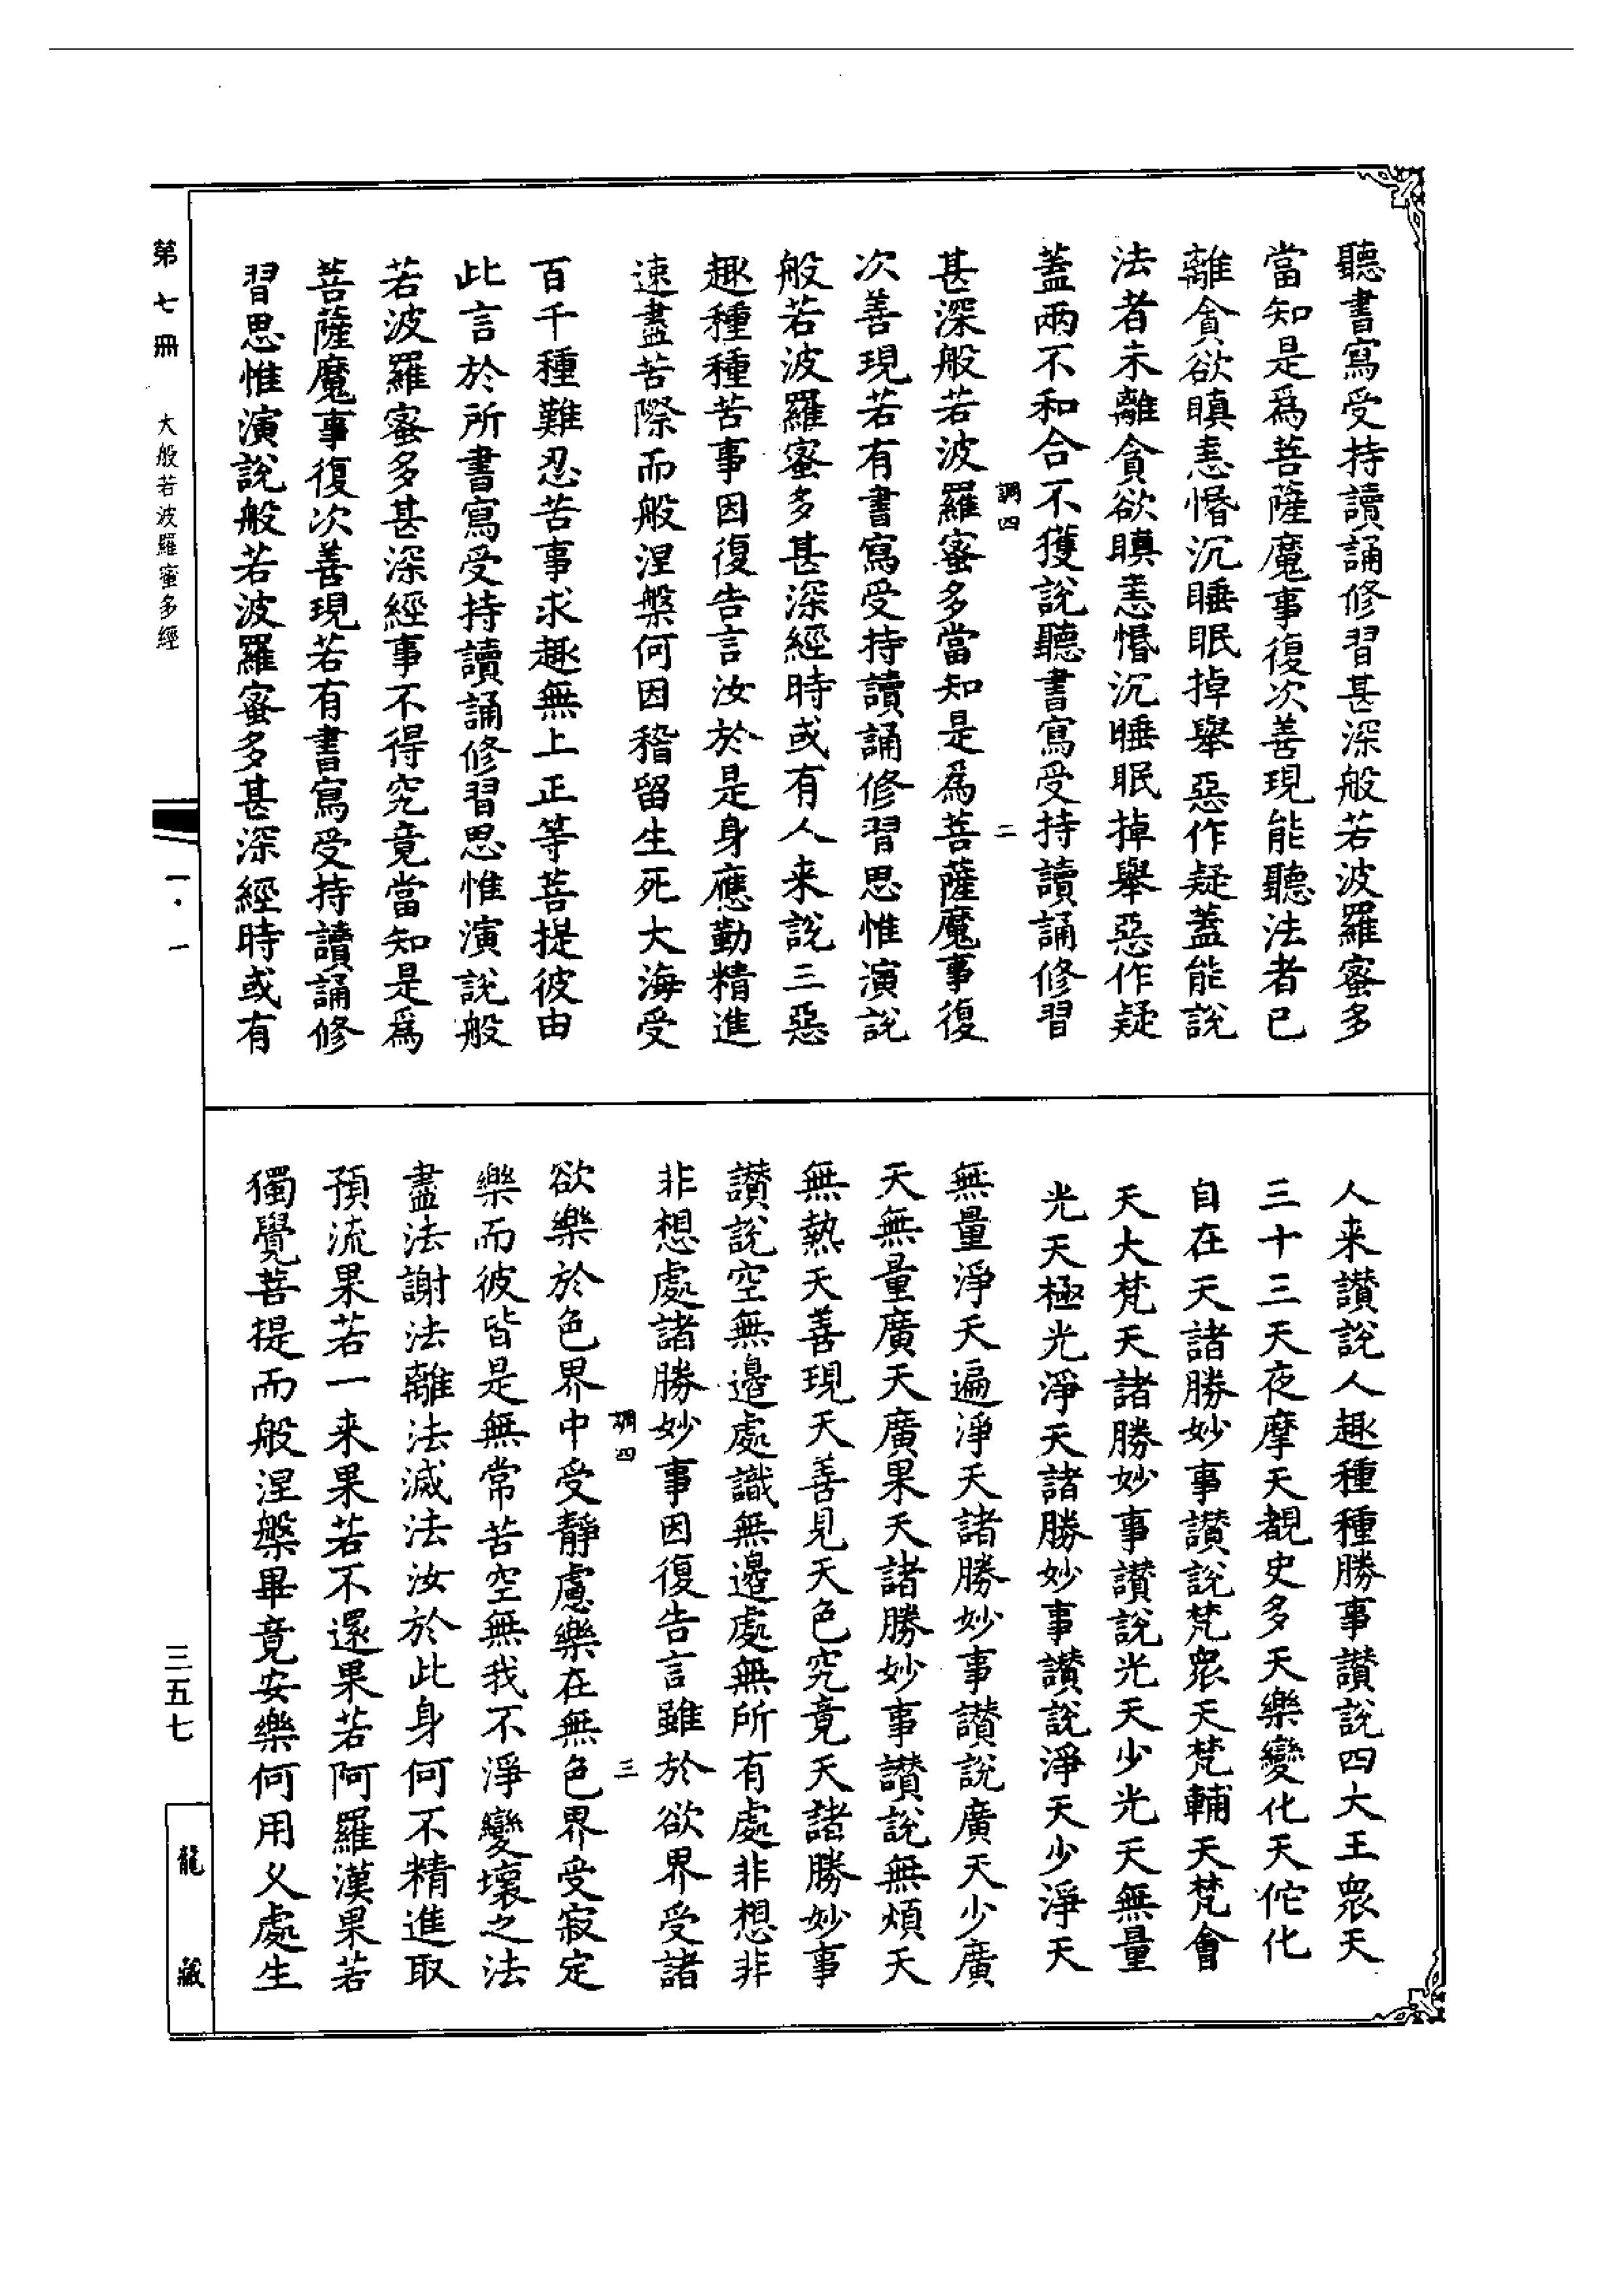 聽書寫受持讀誦修習甚深般若波羅蜜多
當知是爲菩薩魔事復次善現能聽法者已
離貪欲瞋恚惛沉睡眠掉舉惡作疑蓋能說
法者未離貪欲瞋恚惛沉睡眠掉舉惡作疑
蓋兩不和合不獲說聽書寫受持讀誦修習
調四
二
甚深般若波羅蜜多當知是爲菩薩魔事復
次善現若有書寫受持讀誦修習思惟演說
般若波羅蜜多甚深經時或有人来說三惡
趣種種苦事因復告言汝於是身應勤精進
速盡苦際而般涅槃何因稽留生死大海受
百千種難忍苦事求趣無上正等菩提彼由
此言於所書寫受持讀誦修習思惟演說般
若波羅蜜多甚深經事不得究竟當知是爲
菩薩魔事復次善現若有書寫受持讀誦修
習思惟演說般若波羅蜜多甚深經時或有
人来讃說人趣種種勝事讃說四大王衆天
三十三天夜摩天覩史多天樂變化天佗化
自在天諸勝妙事讃說梵衆天梵輔天梵會
天大梵天諸勝妙事讃說光天少光天無量
光天極光淨天諸勝妙事讃說淨天少淨天
無量淨天遍淨天諸勝妙事讃說廣天少廣
天無量廣天廣果天諸勝妙事讃說無煩天
無熱天善現天善見天色究竟天諸勝妙事
讃說空無邊處識無邊處無所有處非想非
非想處諸勝妙事因復告言雖於欲界受諸
調四
三
欲樂於色界中受靜慮樂在無色界受寂定
樂而彼皆是無常苦空無我不淨變壞之法
盡法謝法離法滅法汝於此身何不精進取
預流果若一来果若不還果若阿羅漢果若
獨覺菩提而般涅槃畢竟安樂何用久處生
第七冊
大般若波羅蜜多經
一·一
三五七
龍藏